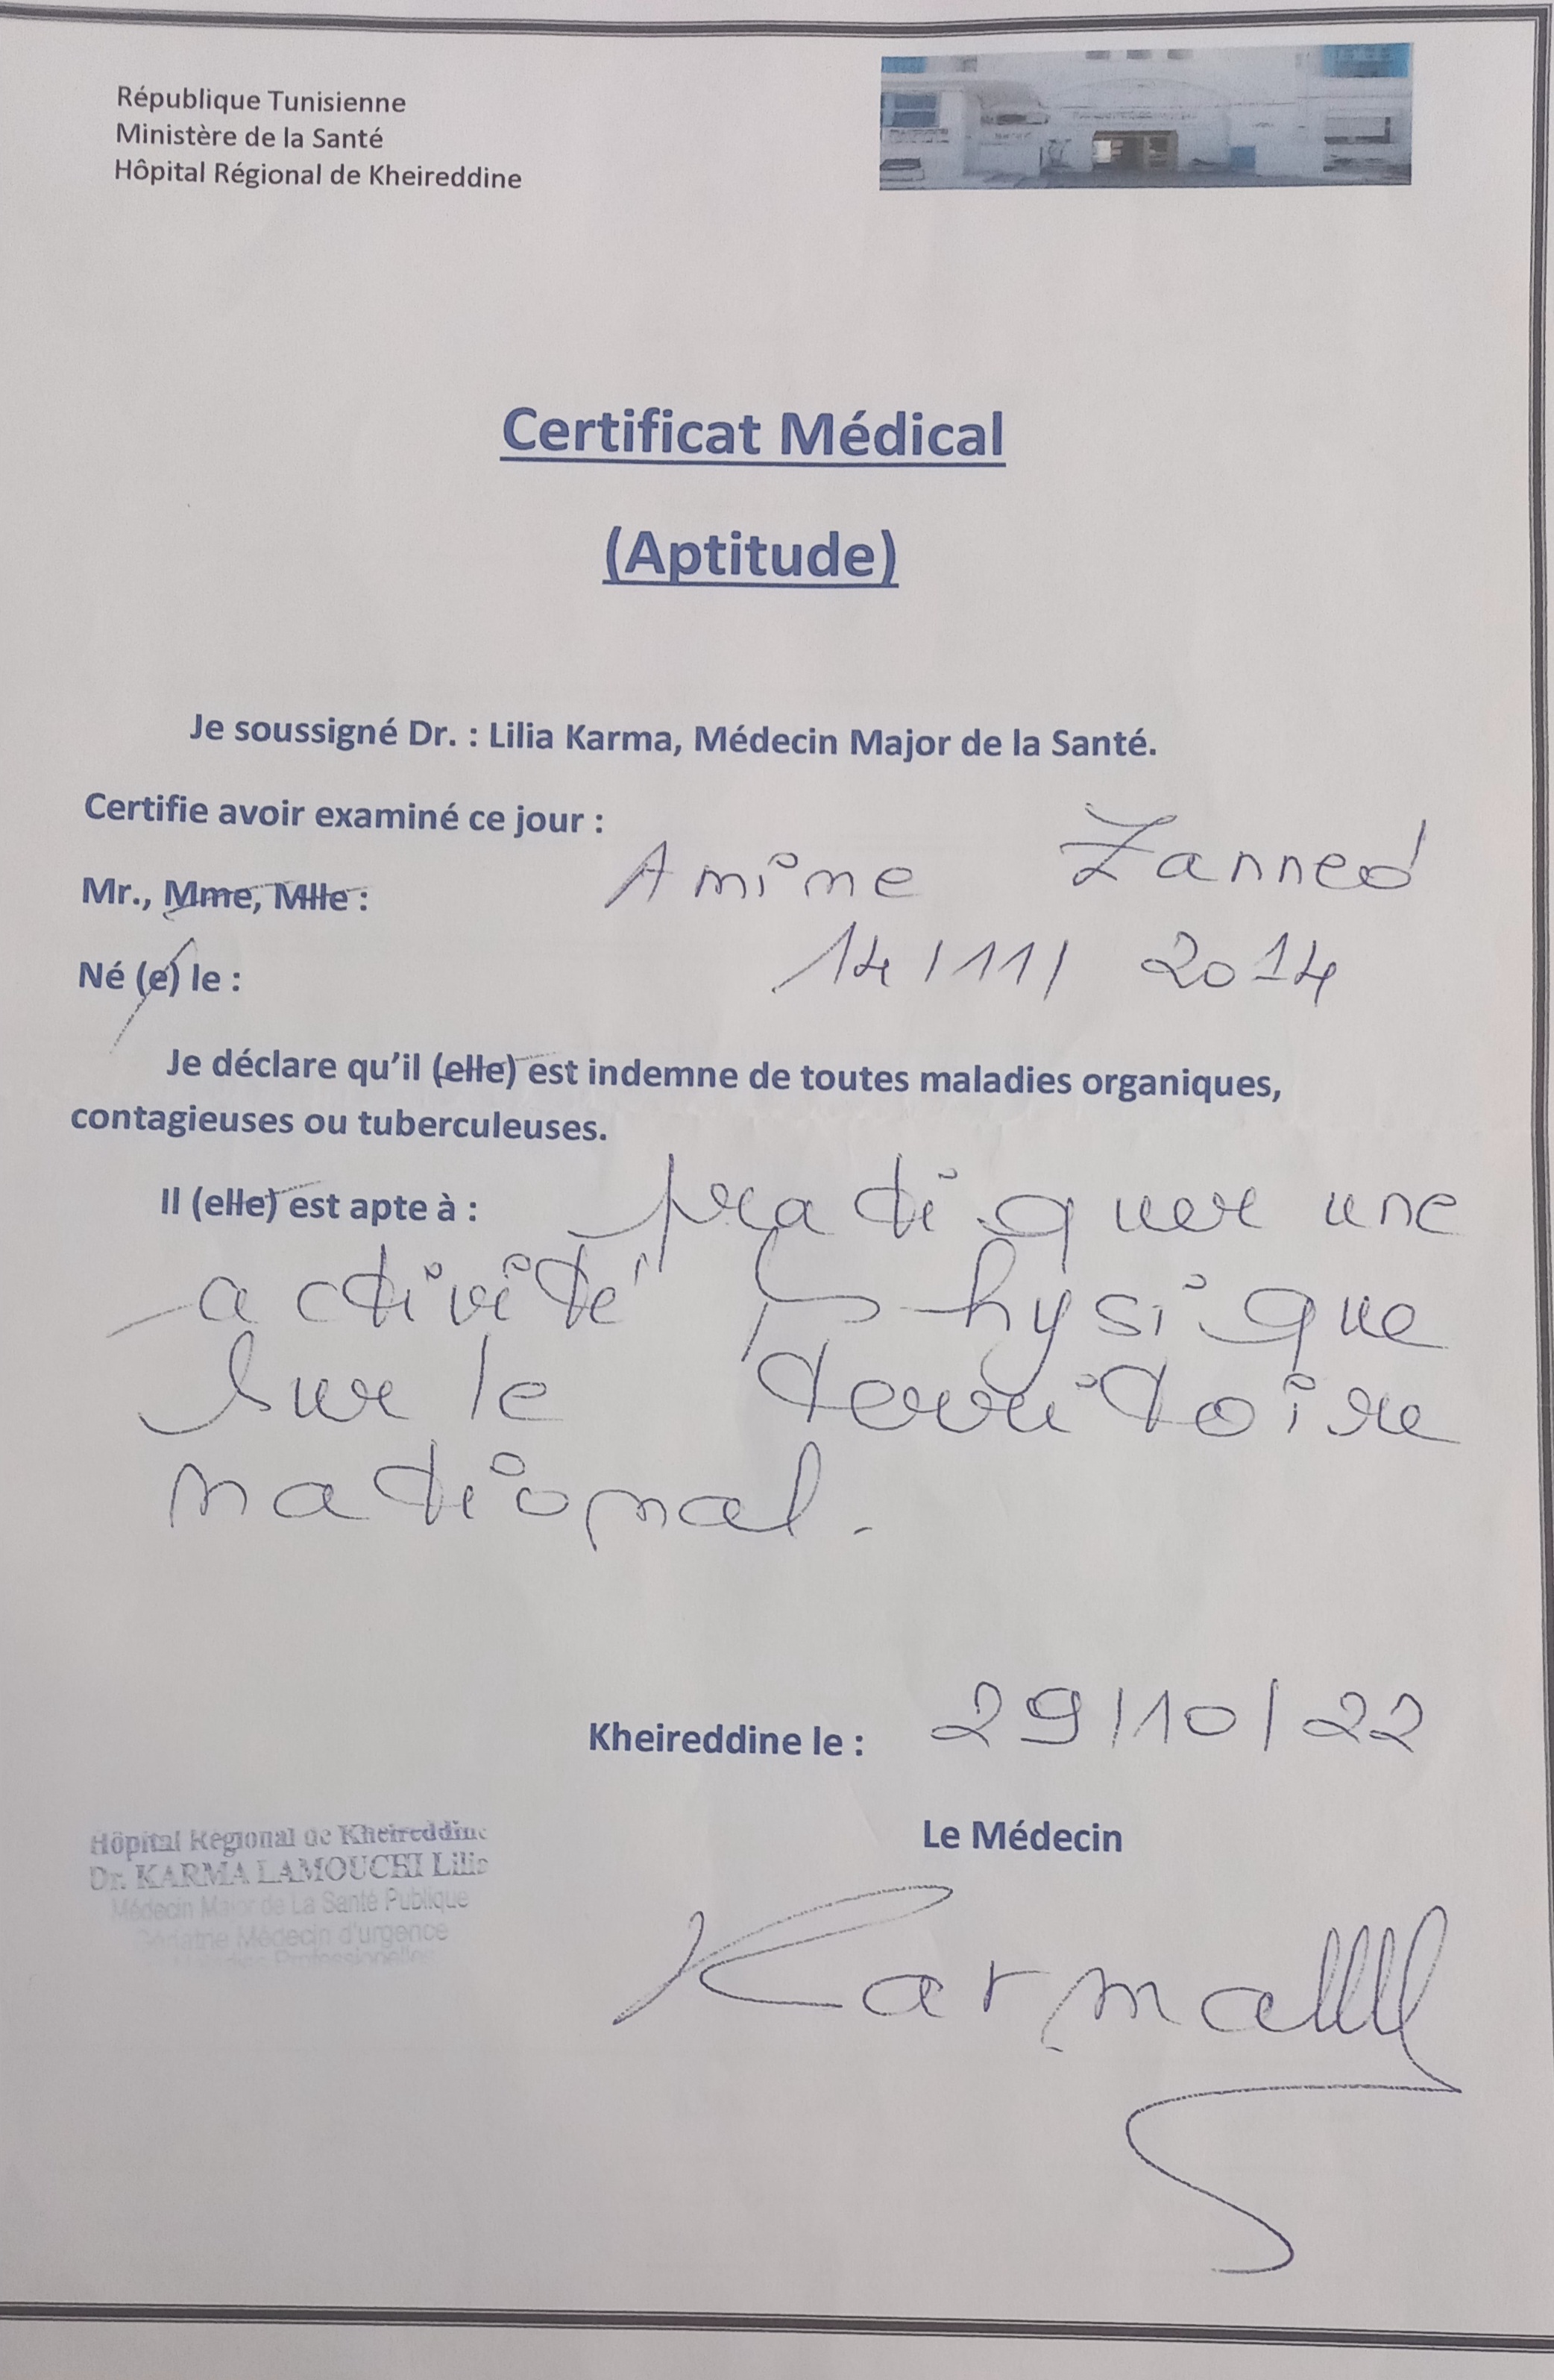 République Tunisienne
Ministère de la Santé
Hôpital Régional de Kheireddine
Certificat Médical
(Aptitude)
Je soussigné Dr. : Lilia Karma, Médecin Major de la Santé.
Certifie avoir examiné ce jour :
Mr., Mme, Mlle : Amine Zanned
Né (e) le : 14/11/ 2014
Je déclare qu'il (elle) est indemne de toutes maladies organiques,
contagieuses ou tuberculeuses.
Il (elle) est apte à : pratiquer une
activité physique
sur le territoire
national.
Kheireddine le : 29/10/22
Le Médecin
Hôpital Régional de Kheireddine
Dr. KARMA LAMOUCHI Lilia
Médecin Major de La Santé Publique
Médecin d'urgence
Professionnelles
Karma